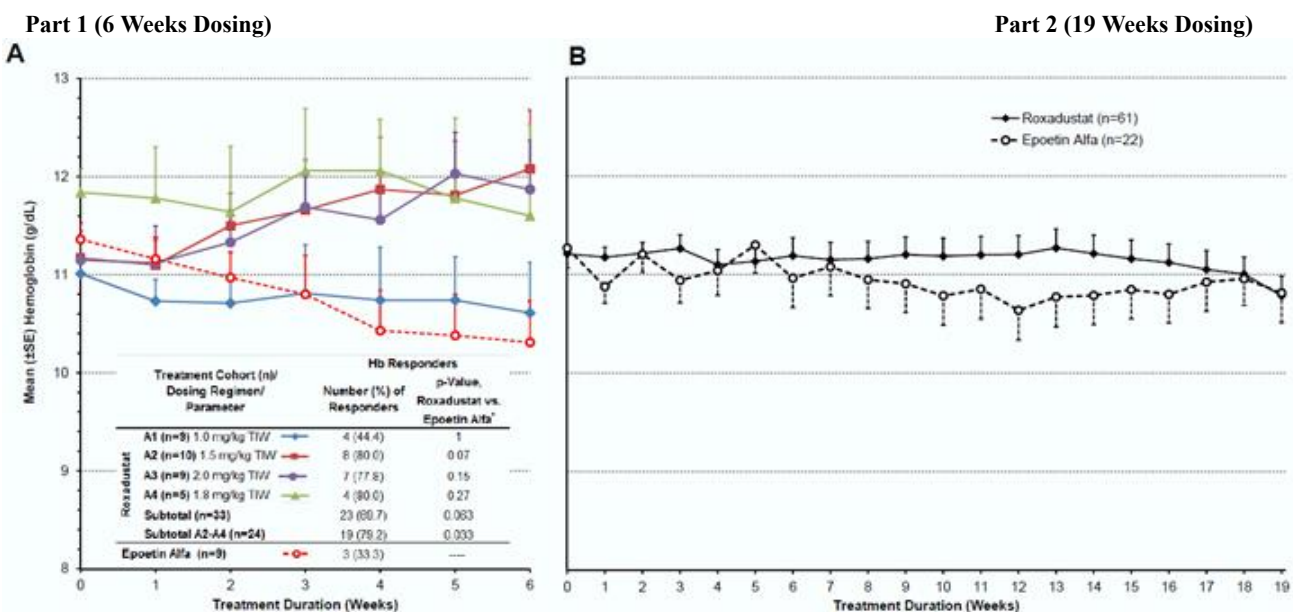 Part 1 (6 Weeks Dosing)
Part 2 (19 Weeks Dosing)
A
13
12
11
10
9
8
Mean (±SE) Hemoglobin (g/dL)
Hb Responders
Treatment Cohort (n)/
Dosing Regimen/
Parameter
Number (%) of
Responders
p-Value,
Roxadustat vs.
Epoetin Alfa*
Roxadustat
A1 (n=9) 1.0 mg/kg TIW 4 (44.4) 1
A2 (n=10) 1.5 mg/kg TIW 8 (80.0) 0.07
A3 (n=9) 2.0 mg/kg TIW 7 (77.8) 0.15
A4 (n=5) 1.8 mg/kg TIW 4 (80.0) 0.27
Subtotal (n=33) 23 (69.7) 0.063
Subtotal A2-A4 (n=24) 19 (79.2) 0.033
Epoetin Alfa (n=9) 3 (33.3) ----
0 1 2 3 4 5 6
Treatment Duration (Weeks)
B
Roxadustat (n=61)
Epoetin Alfa (n=22)
0 1 2 3 4 5 6 7 8 9 10 11 12 13 14 15 16 17 18 19
Treatment Duration (Weeks)